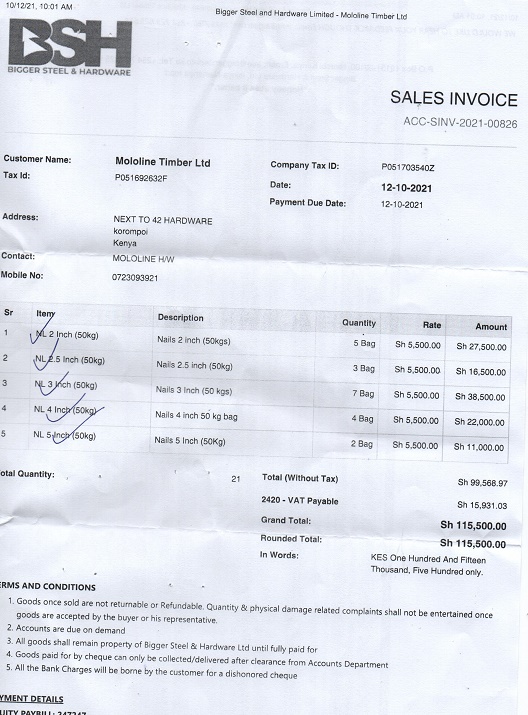 10/12/21, 10:01 AM
Bigger Steel and Hardware Limited - Mololine Timber Ltd
BSH
BIGGER STEEL & HARDWARE
SALES INVOICE
ACC-SINV-2021-00826
Customer Name: Mololine Timber Ltd Company Tax ID: P051703540Z
Tax Id: P051692632F Date: 12-10-2021
Payment Due Date: 12-10-2021
Address: NEXT TO 42 HARDWARE
korompoi
Kenya
Contact: MOLOLINE H/W
Mobile No: 0723093921
Sr Item Description Quantity Rate Amount
1 NL 2 Inch (50kg) Nails 2 inch (50kgs) 5 Bag Sh 5,500.00 Sh 27,500.00
2 NL 2.5 Inch (50kg) Nails 2.5 inch (50kg) 3 Bag Sh 5,500.00 Sh 16,500.00
3 NL 3 Inch (50kg) Nails 3 Inch (50 kgs) 7 Bag Sh 5,500.00 Sh 38,500.00
4 NL 4 Inch (50kg) Nails 4 inch 50 kg bag 4 Bag Sh 5,500.00 Sh 22,000.00
5 NL 5 Inch (50kg) Nails 5 Inch (50Kg) 2 Bag Sh 5,500.00 Sh 11,000.00
otal Quantity: 21 Total (Without Tax) Sh 99,568.97
2420 - VAT Payable Sh 15,931.03
Grand Total: Sh 115,500.00
Rounded Total: Sh 115,500.00
In Words: KES One Hundred And Fifteen
Thousand, Five Hundred only.
ERMS AND CONDITIONS
1. Goods once sold are not returnable or Refundable. Quantity & physical damage related complaints shall not be entertained once
goods are accepted by the buyer or his representative.
2. Accounts are due on demand
3. All goods shall remain property of Bigger Steel & Hardware Ltd until fully paid for
4. Goods paid for by cheque can only be collected/delivered after clearance from Accounts Department
5. All the Bank Charges will be borne by the customer for a dishonored cheque
YMENT DETAILS
UITY PAYBILL: 247247